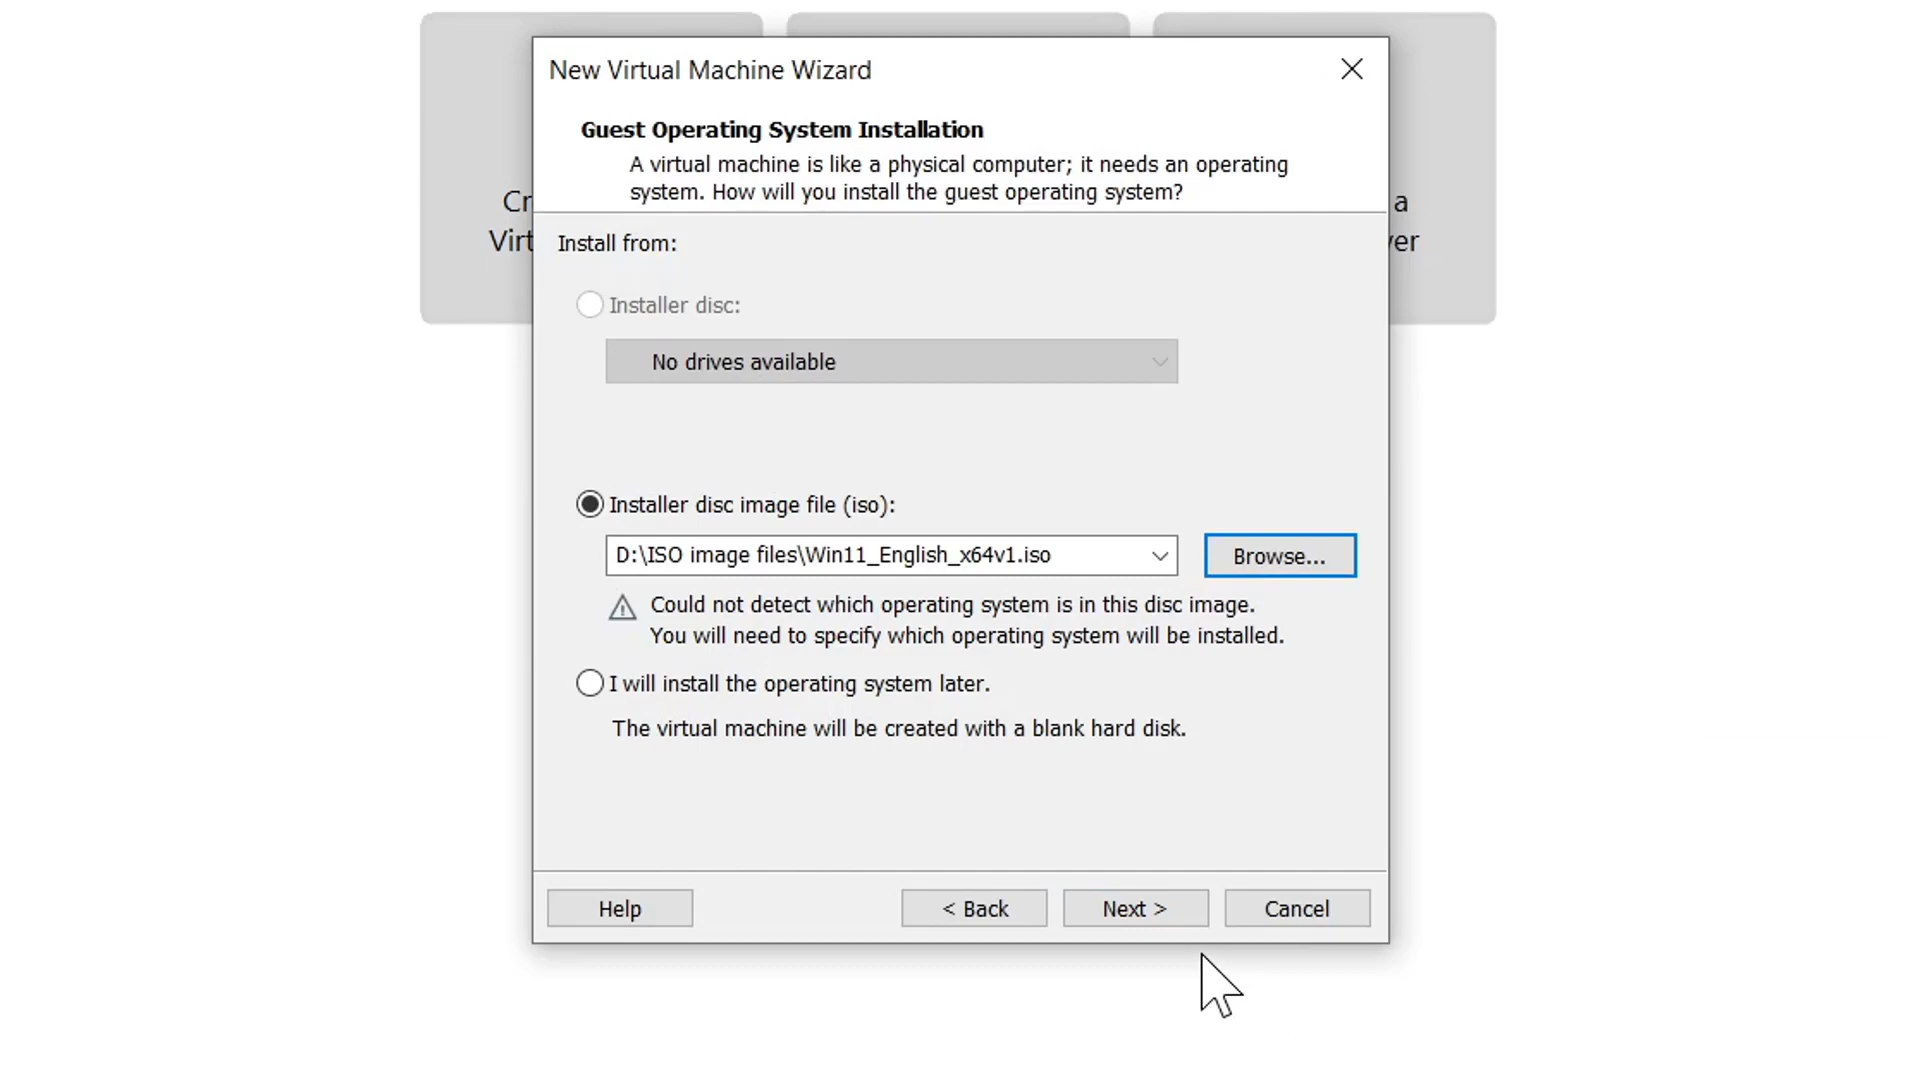 New Virtual Machine Wizard
Guest Operating System Installation
A virtual machine is like a physical computer; it needs an operating
system. How will you install the guest operating system?
Cr
a
Virt
ver
Install from:
Installer disc:
No drives available
Installer disc image file (iso):
D:\ISO image files\Win11_English_x64v1.iso
Browse...
Could not detect which operating system is in this disc image.
You will need to specify which operating system will be installed.
I will install the operating system later.
The virtual machine will be created with a blank hard disk.
Help
< Back
Next >
Cancel